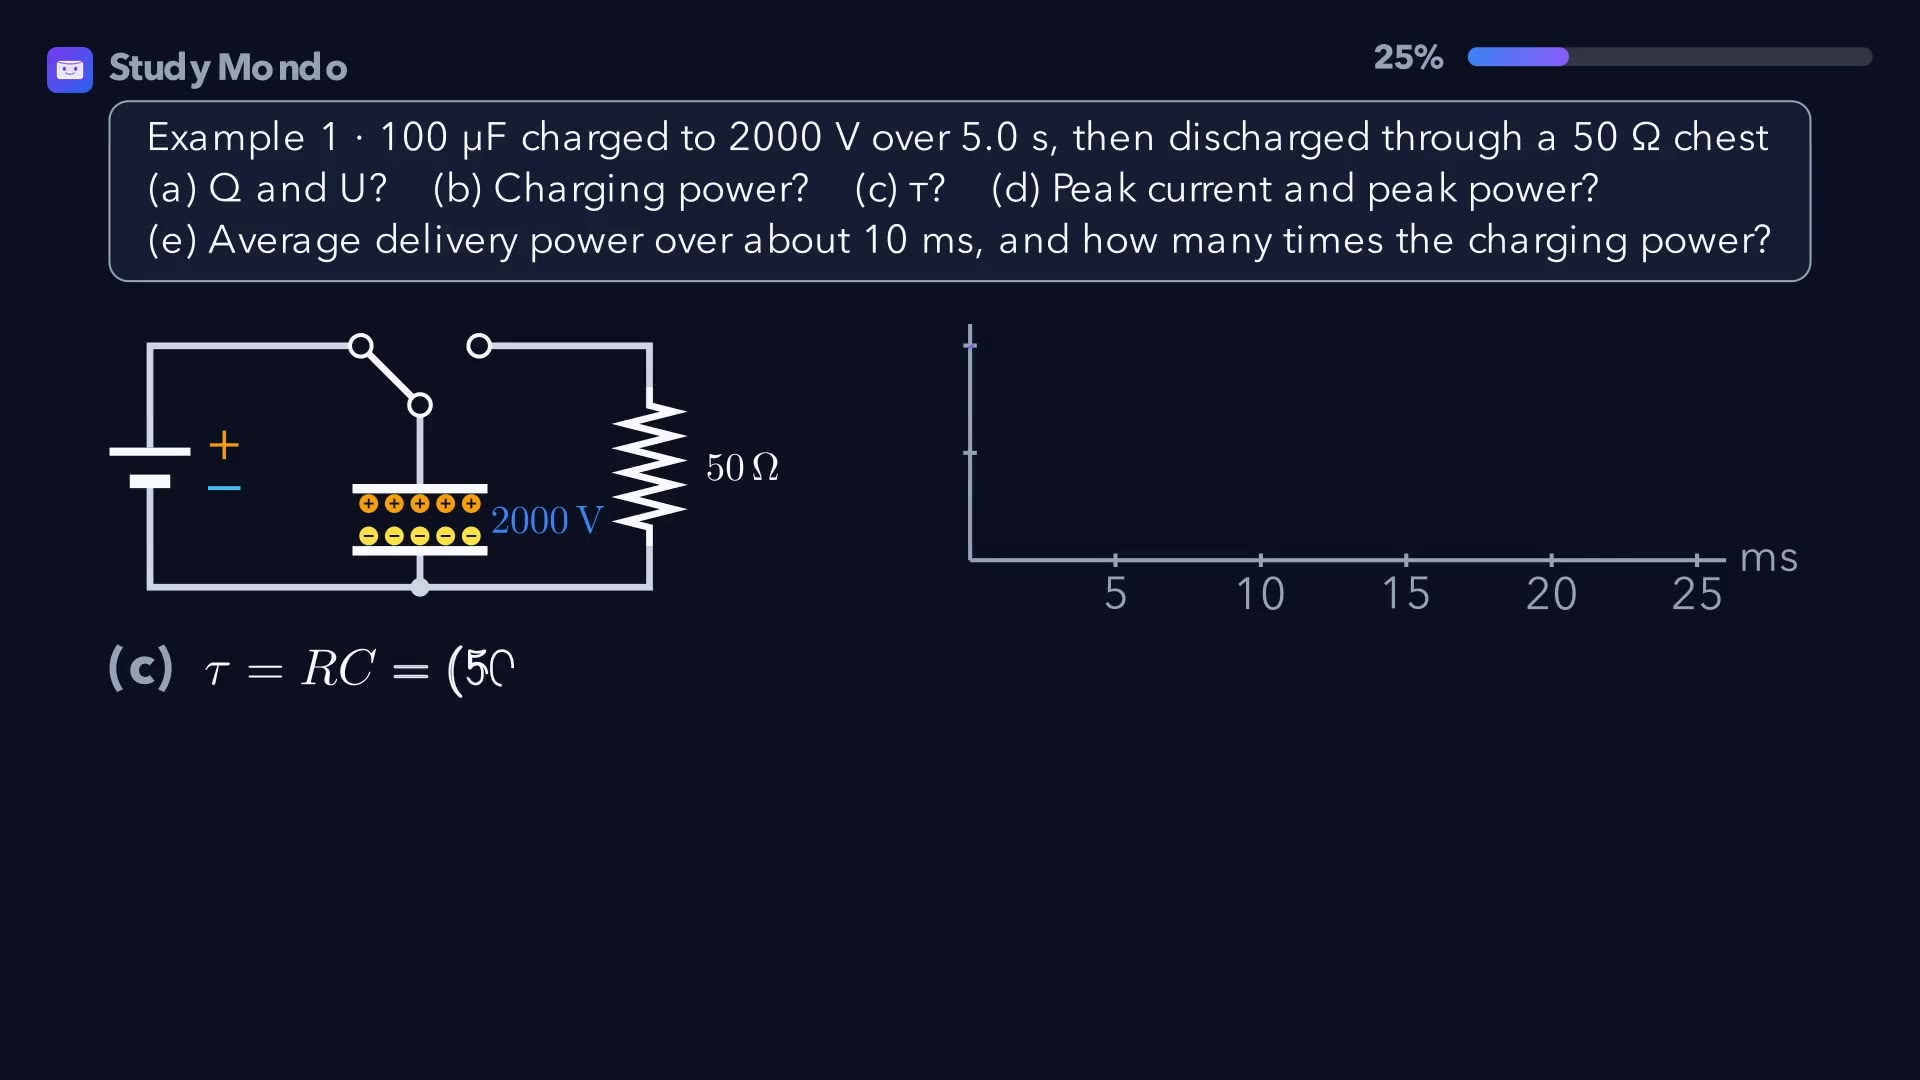 Study Mondo
25%
Example 1 · 100 µF charged to 2000 V over 5.0 s, then discharged through a 50 Ω chest
(a) Q and U? (b) Charging power? (c) τ? (d) Peak current and peak power?
(e) Average delivery power over about 10 ms, and how many times the charging power?
+
−
+ + + + +
− − − − −
2000 V
50 Ω
5 10 15 20 25 ms
(c) τ = RC = (50